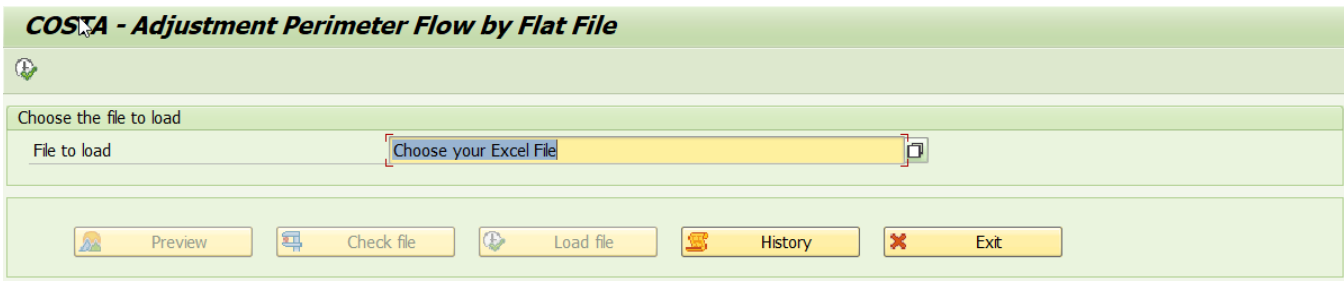 COSTA - Adjustment Perimeter Flow by Flat File
Choose the file to load
File to load Choose your Excel File
Preview Check file Load file History Exit